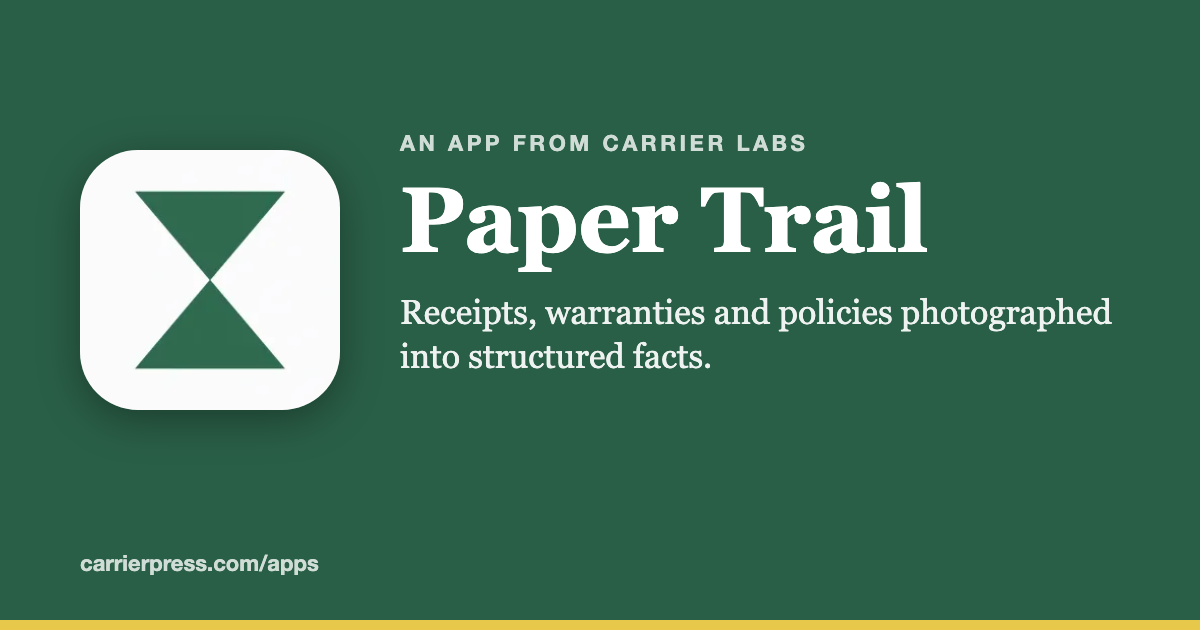 AN APP FROM CARRIER LABS
Paper Trail
Receipts, warranties and policies photographed
into structured facts.
carrierpress.com/apps